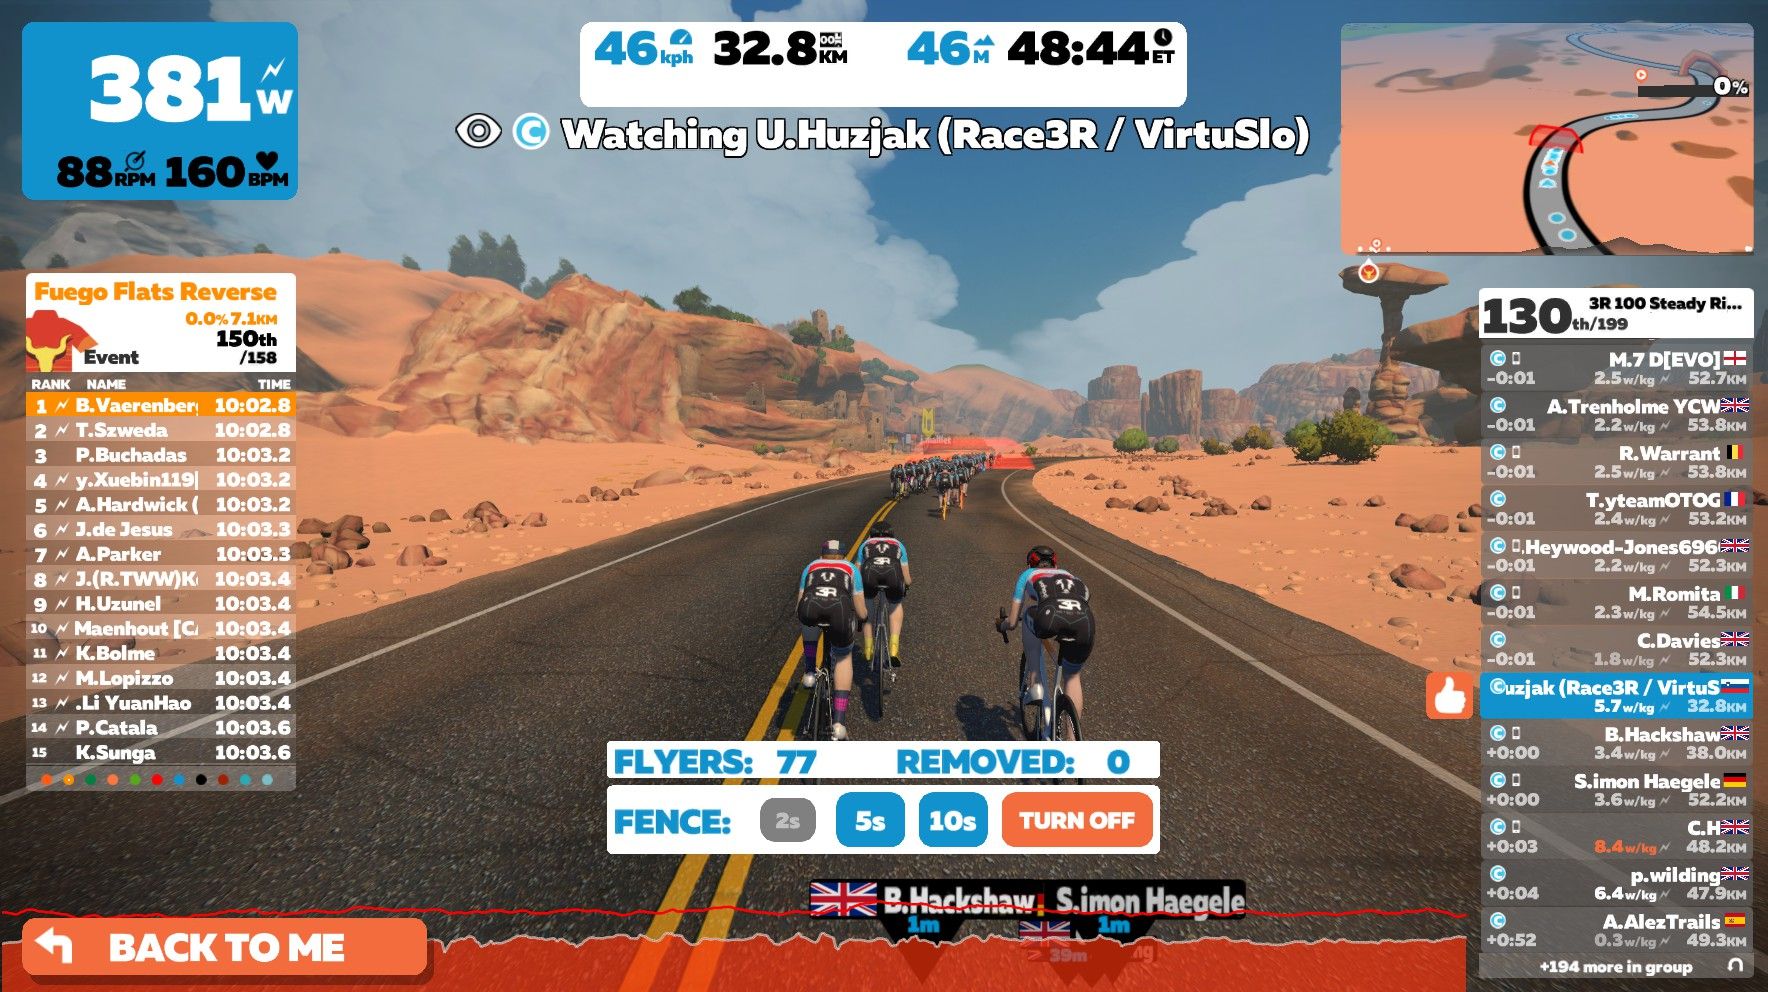 381W
88RPM 160BPM
46kph 32.8KM 46M 48:44ET
Watching U.Huzjak (Race3R / VirtuSlo)
0%
Fuego Flats Reverse
0.0% 7.1KM
150th
Event /158
RANK NAME TIME
1 B.Vaerenber 10:02.8
2 T.Szweda 10:02.8
3 P.Buchadas 10:03.2
4 y.Xuebin119| 10:03.2
5 A.Hardwick ( 10:03.2
6 J.de Jesus 10:03.3
7 A.Parker 10:03.3
8 J.(R.TWW)K 10:03.4
9 H.Uzunel 10:03.4
10 Maenhout [C 10:03.4
11 K.Bolme 10:03.4
12 M.Lopizzo 10:03.4
13 .Li YuanHao 10:03.4
14 P.Catala 10:03.6
15 K.Sunga 10:03.6
130th/199 3R 100 Steady Ri...
C M.7 D[EVO]
-0:01 2.5w/kg 52.7KM
C A.Trenholme YCW
-0:01 2.2w/kg 53.8KM
C R.Warrant
-0:01 2.5w/kg 53.8KM
C T.yteamOTOG
-0:01 2.4w/kg 53.2KM
C .Heywood-Jones696
-0:01 2.2w/kg 52.3KM
C M.Romita
-0:01 2.3w/kg 54.5KM
C C.Davies
-0:01 1.8w/kg 52.3KM
C uzjak (Race3R / VirtuS
5.7w/kg 32.8KM
C B.Hackshaw
+0:00 3.4w/kg 38.0KM
C S.imon Haegele
+0:00 3.6w/kg 52.2KM
C C.H
+0:03 8.4w/kg 48.2KM
C p.wilding
+0:04 6.4w/kg 47.9KM
C A.AlezTrails
+0:52 0.3w/kg 49.3KM
+194 more in group
3R
3R
3R
FLYERS: 77 REMOVED: 0
FENCE: 2s 5s 10s TURN OFF
B.Hackshaw S.imon Haegele
1m 1m
39m
BACK TO ME